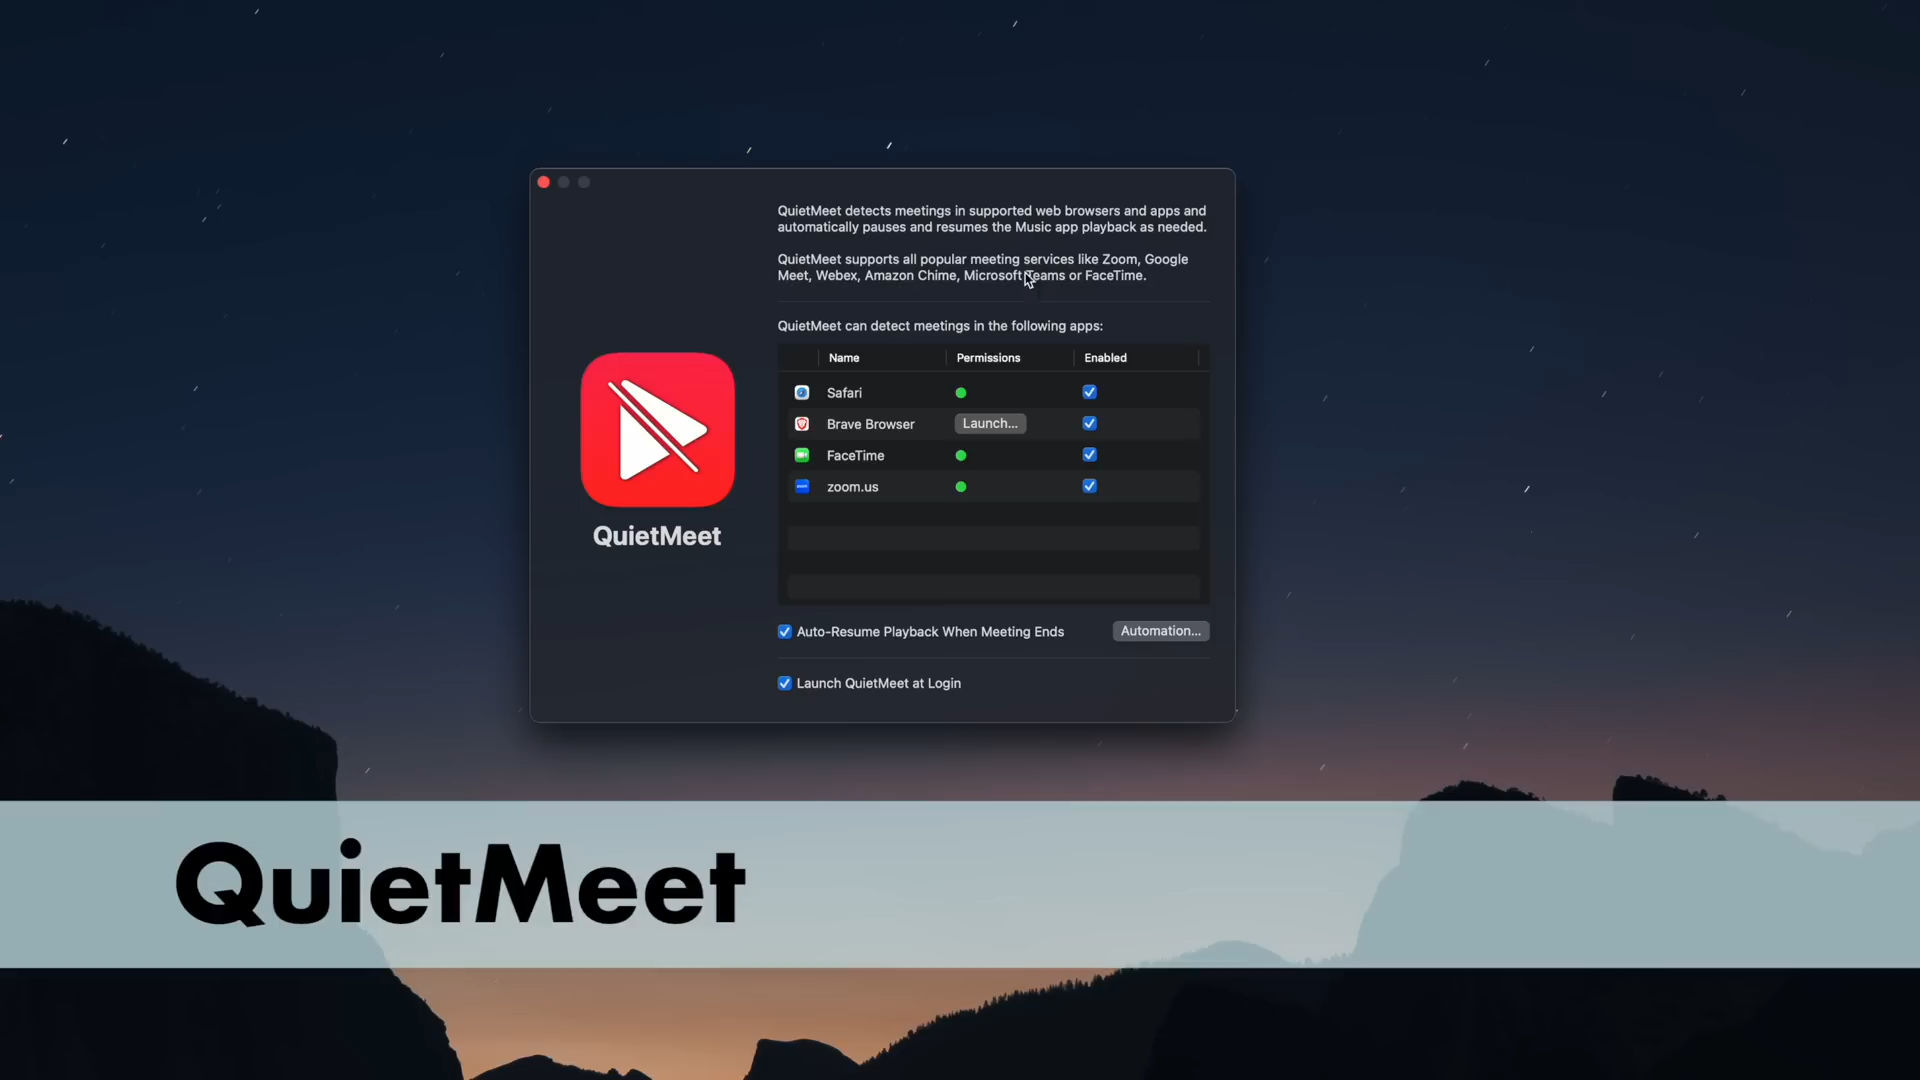 QuietMeet detects meetings in supported web browsers and apps and
automatically pauses and resumes the Music app playback as needed.
QuietMeet supports all popular meeting services like Zoom, Google
Meet, Webex, Amazon Chime, Microsoft Teams or FaceTime.
QuietMeet can detect meetings in the following apps:
Name Permissions Enabled
Safari
Brave Browser Launch...
FaceTime
zoom.us
QuietMeet
Auto-Resume Playback When Meeting Ends Automation...
Launch QuietMeet at Login
QuietMeet